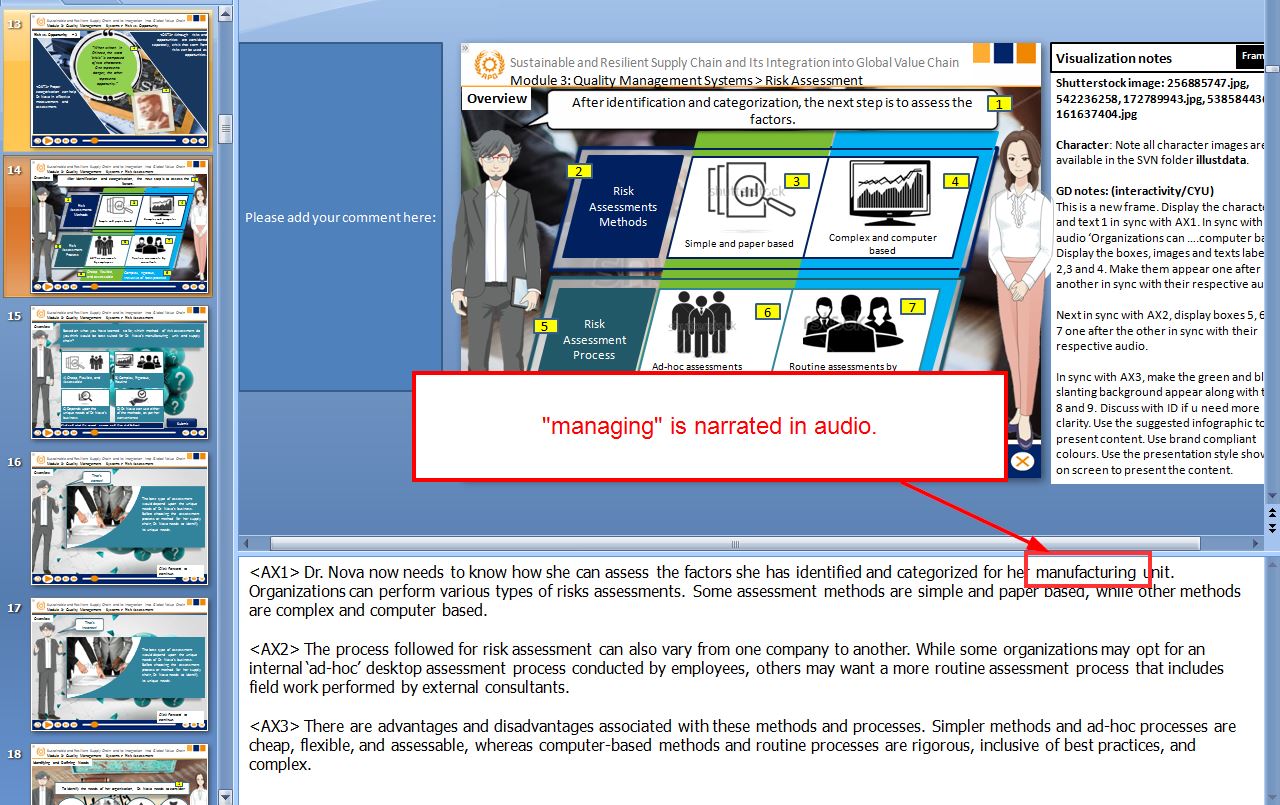 13
14
15
16
17
18
Please add your comment here:
Sustainable and Resilient Supply Chain and Its Integration into Global Value Chain
Module 3: Quality Management Systems > Risk Assessment
Overview
After identification and categorization, the next step is to assess the
factors.
1
2
Risk
Assessments
Methods
3
Simple and paper based
4
Complex and computer
based
5
Risk
Assessment
Process
6
Ad-hoc assessments
7
Routine assessments by
Visualization notes
Fram
Shutterstock image: 256885747.jpg,
542236258, 172789943.jpg, 53858443
161637404.jpg
Character: Note all character images are
available in the SVN folder illustdata.
GD notes: (interactivity/CYU)
This is a new frame. Display the characte
and text 1 in sync with AX1. In sync with
audio ‘Organizations can ....computer ba
Display the boxes, images and texts labe
2,3 and 4. Make them appear one after
another in sync with their respective au
Next in sync with AX2, display boxes 5, 6
7 one after the other in sync with their
respective audio.
In sync with AX3, make the green and bl
slanting background appear along with t
8 and 9. Discuss with ID if u need more
clarity. Use the suggested infographic to
present content. Use brand compliant
colours. Use the presentation style show
on screen to present the content.
"managing" is narrated in audio.
<AX1> Dr. Nova now needs to know how she can assess the factors she has identified and categorized for her manufacturing unit.
Organizations can perform various types of risks assessments. Some assessment methods are simple and paper based, while other methods
are complex and computer based.
<AX2> The process followed for risk assessment can also vary from one company to another. While some organizations may opt for an
internal ‘ad-hoc’ desktop assessment process conducted by employees, others may want a more routine assessment process that includes
field work performed by external consultants.
<AX3> There are advantages and disadvantages associated with these methods and processes. Simpler methods and ad-hoc processes are
cheap, flexible, and assessable, whereas computer-based methods and routine processes are rigorous, inclusive of best practices, and
complex.